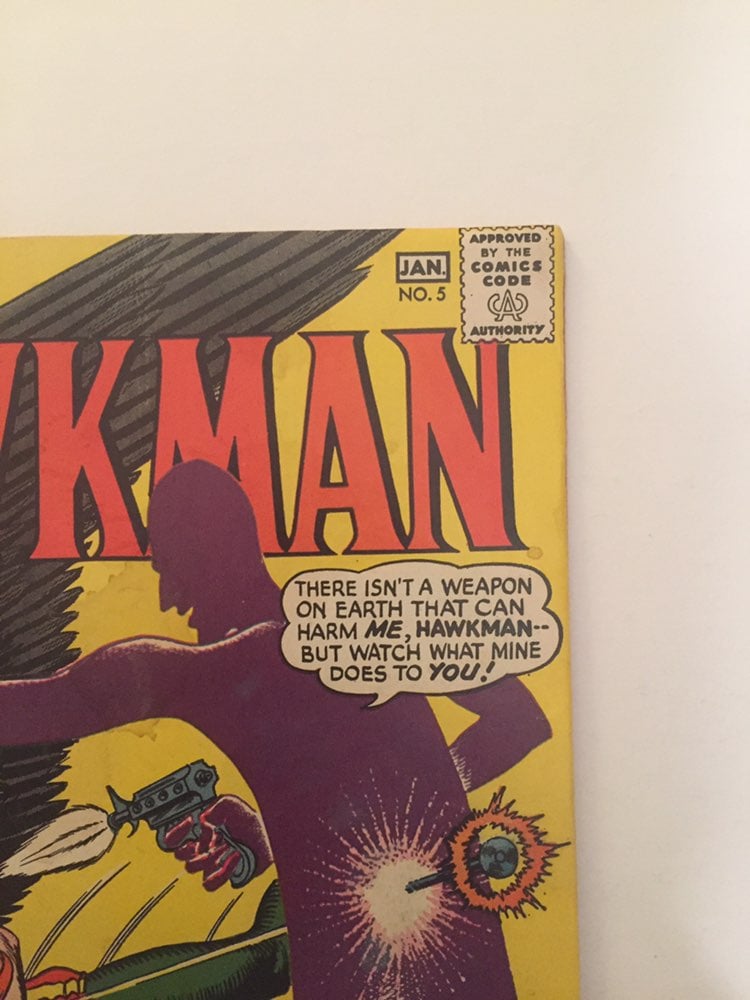 JAN.
NO. 5
APPROVED
BY THE
COMICS
CODE
CA
AUTHORITY
KMAN
THERE ISN'T A WEAPON
ON EARTH THAT CAN
HARM ME, HAWKMAN--
BUT WATCH WHAT MINE
DOES TO YOU!